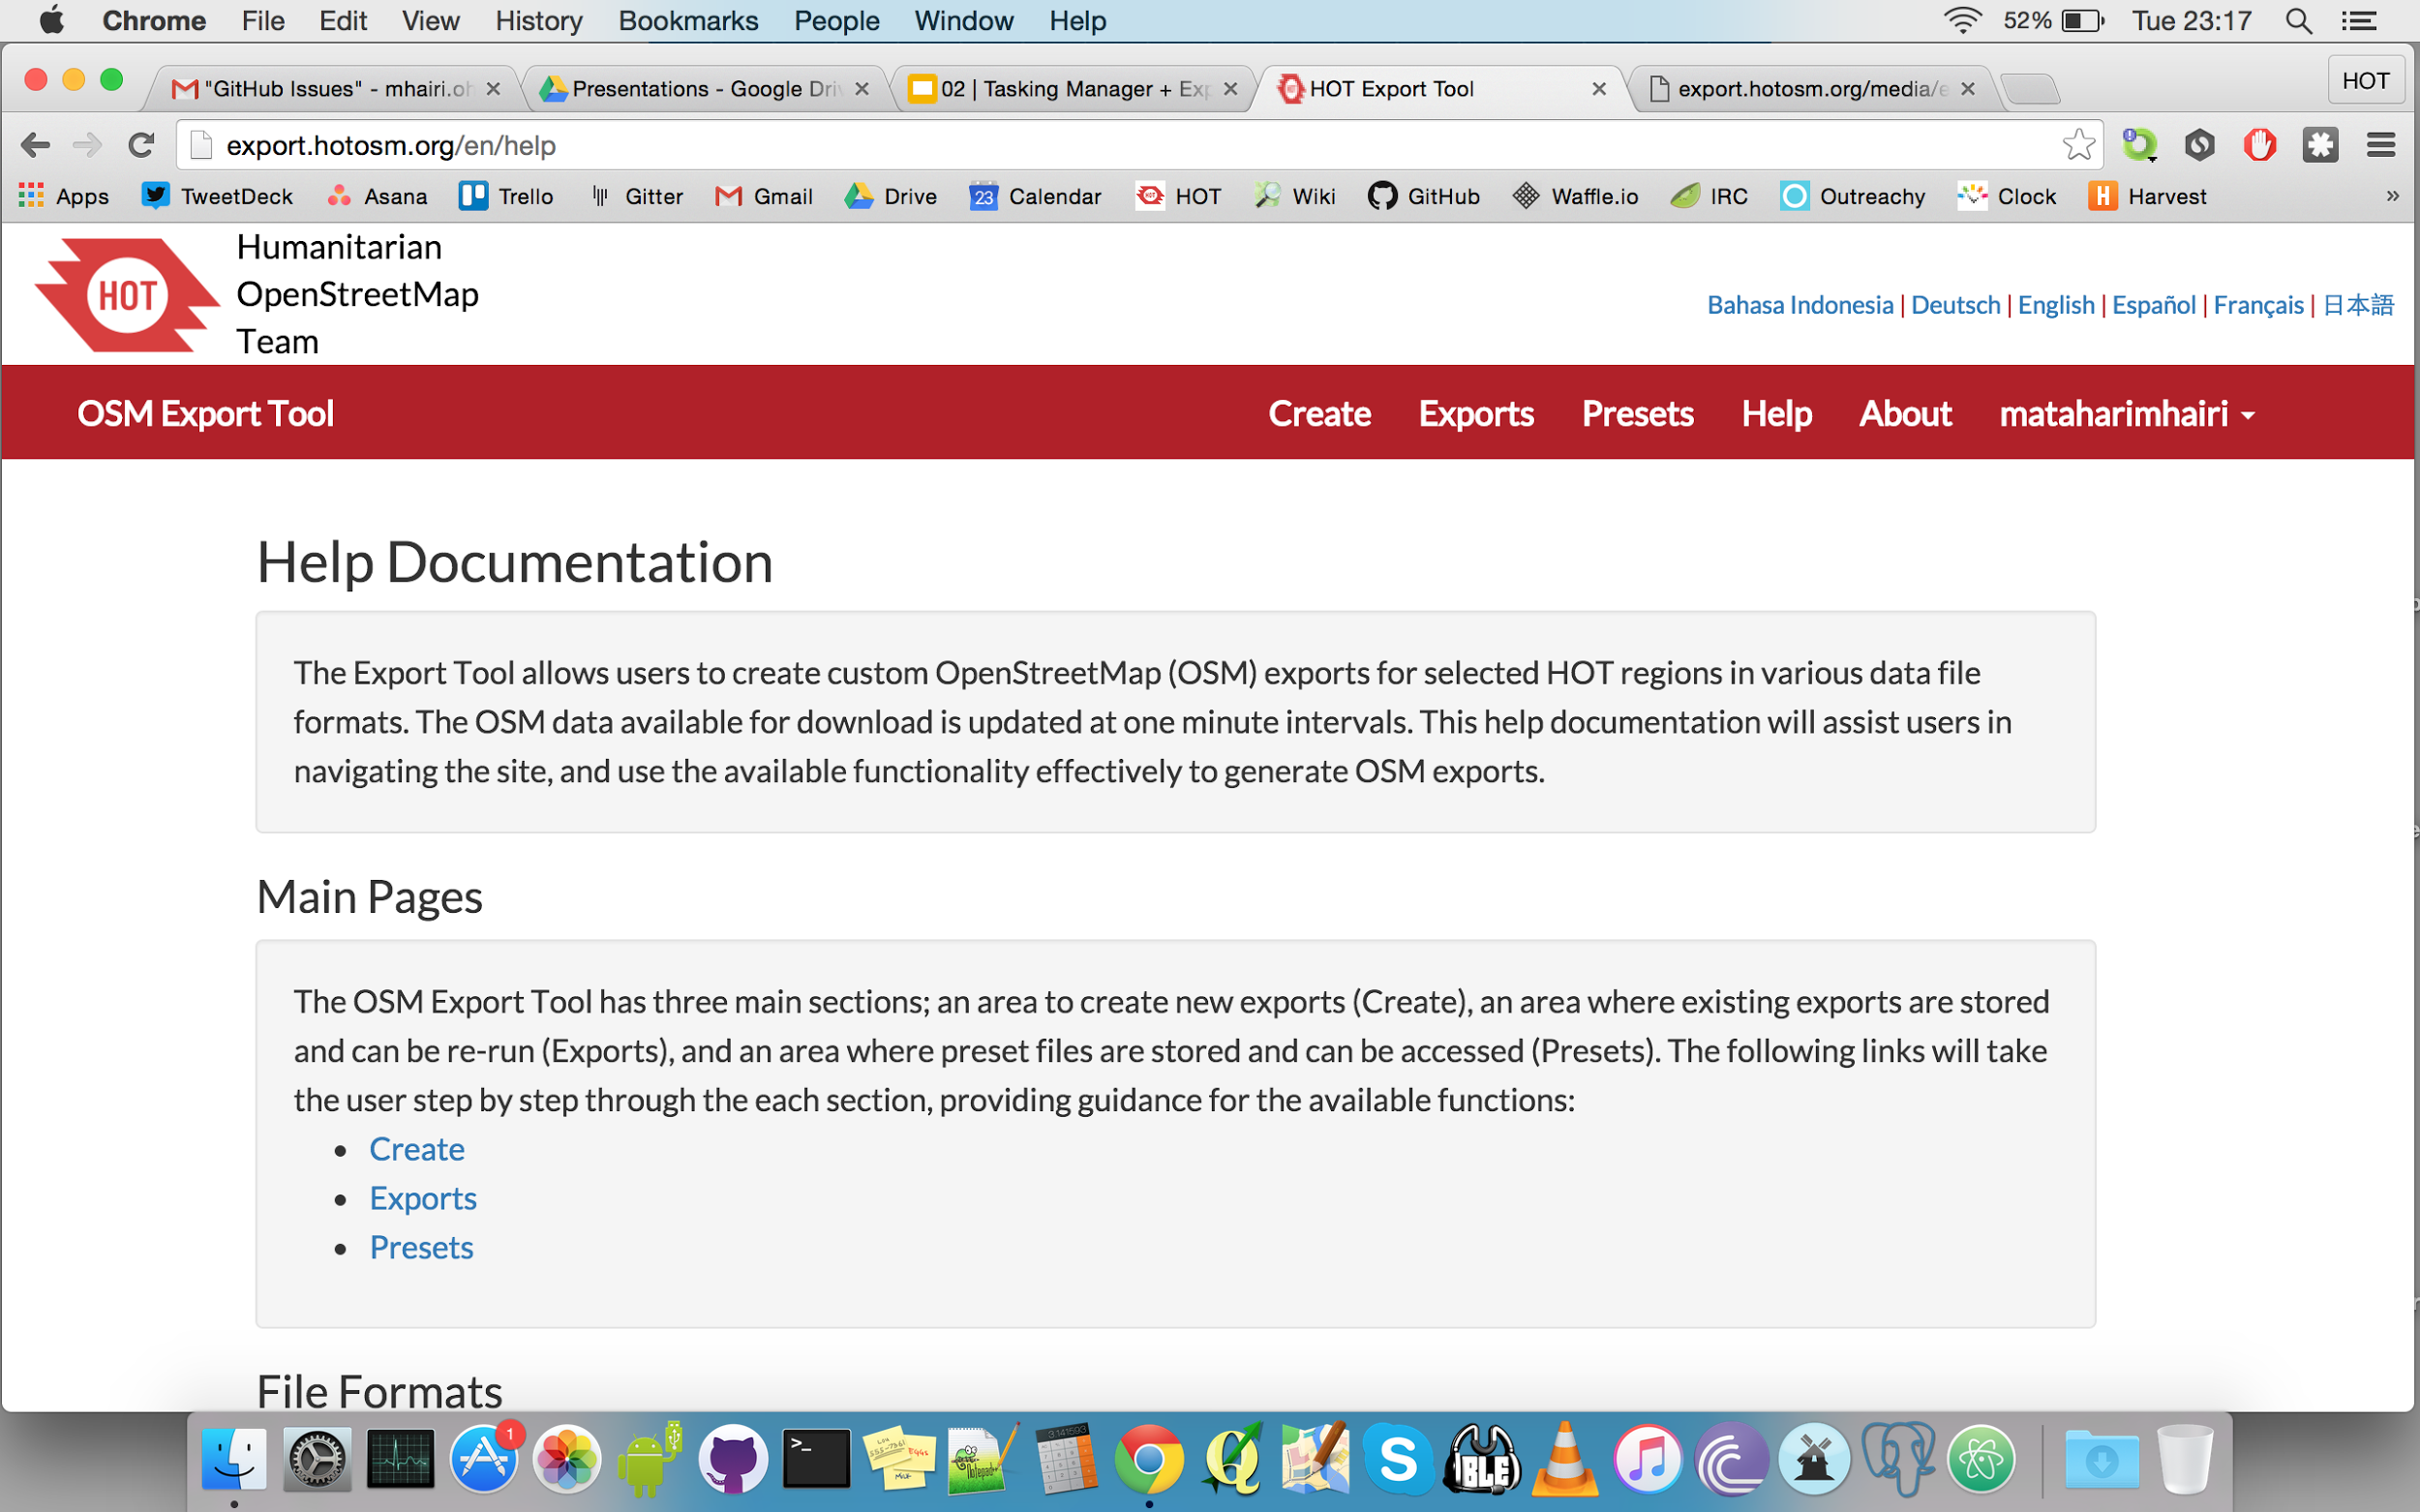 Chrome File Edit View History Bookmarks People Window Help 52% Tue 23:17
"GitHub Issues" - mhairi.oh Presentations - Google Driv 02 | Tasking Manager + Exp HOT Export Tool export.hotosm.org/media/e HOT
export.hotosm.org/en/help
Apps TweetDeck Asana Trello Gitter Gmail Drive 23 Calendar HOT Wiki GitHub Waffle.io IRC Outreachy Clock H Harvest »
HOT
Humanitarian
OpenStreetMap
Team
Bahasa Indonesia | Deutsch | English | Español | Français | 日本語
OSM Export Tool Create Exports Presets Help About mataharimhairi
Help Documentation
The Export Tool allows users to create custom OpenStreetMap (OSM) exports for selected HOT regions in various data file
formats. The OSM data available for download is updated at one minute intervals. This help documentation will assist users in
navigating the site, and use the available functionality effectively to generate OSM exports.
Main Pages
The OSM Export Tool has three main sections; an area to create new exports (Create), an area where existing exports are stored
and can be re-run (Exports), and an area where preset files are stored and can be accessed (Presets). The following links will take
the user step by step through the each section, providing guidance for the available functions:
• Create
• Exports
• Presets
File Formats
1